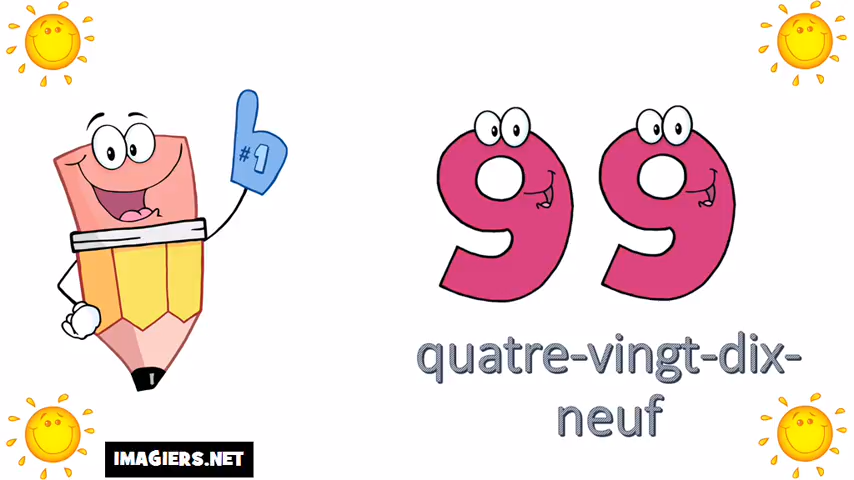 #1
99
quatre-vingt-dix-
neuf
IMAGIERS.NET